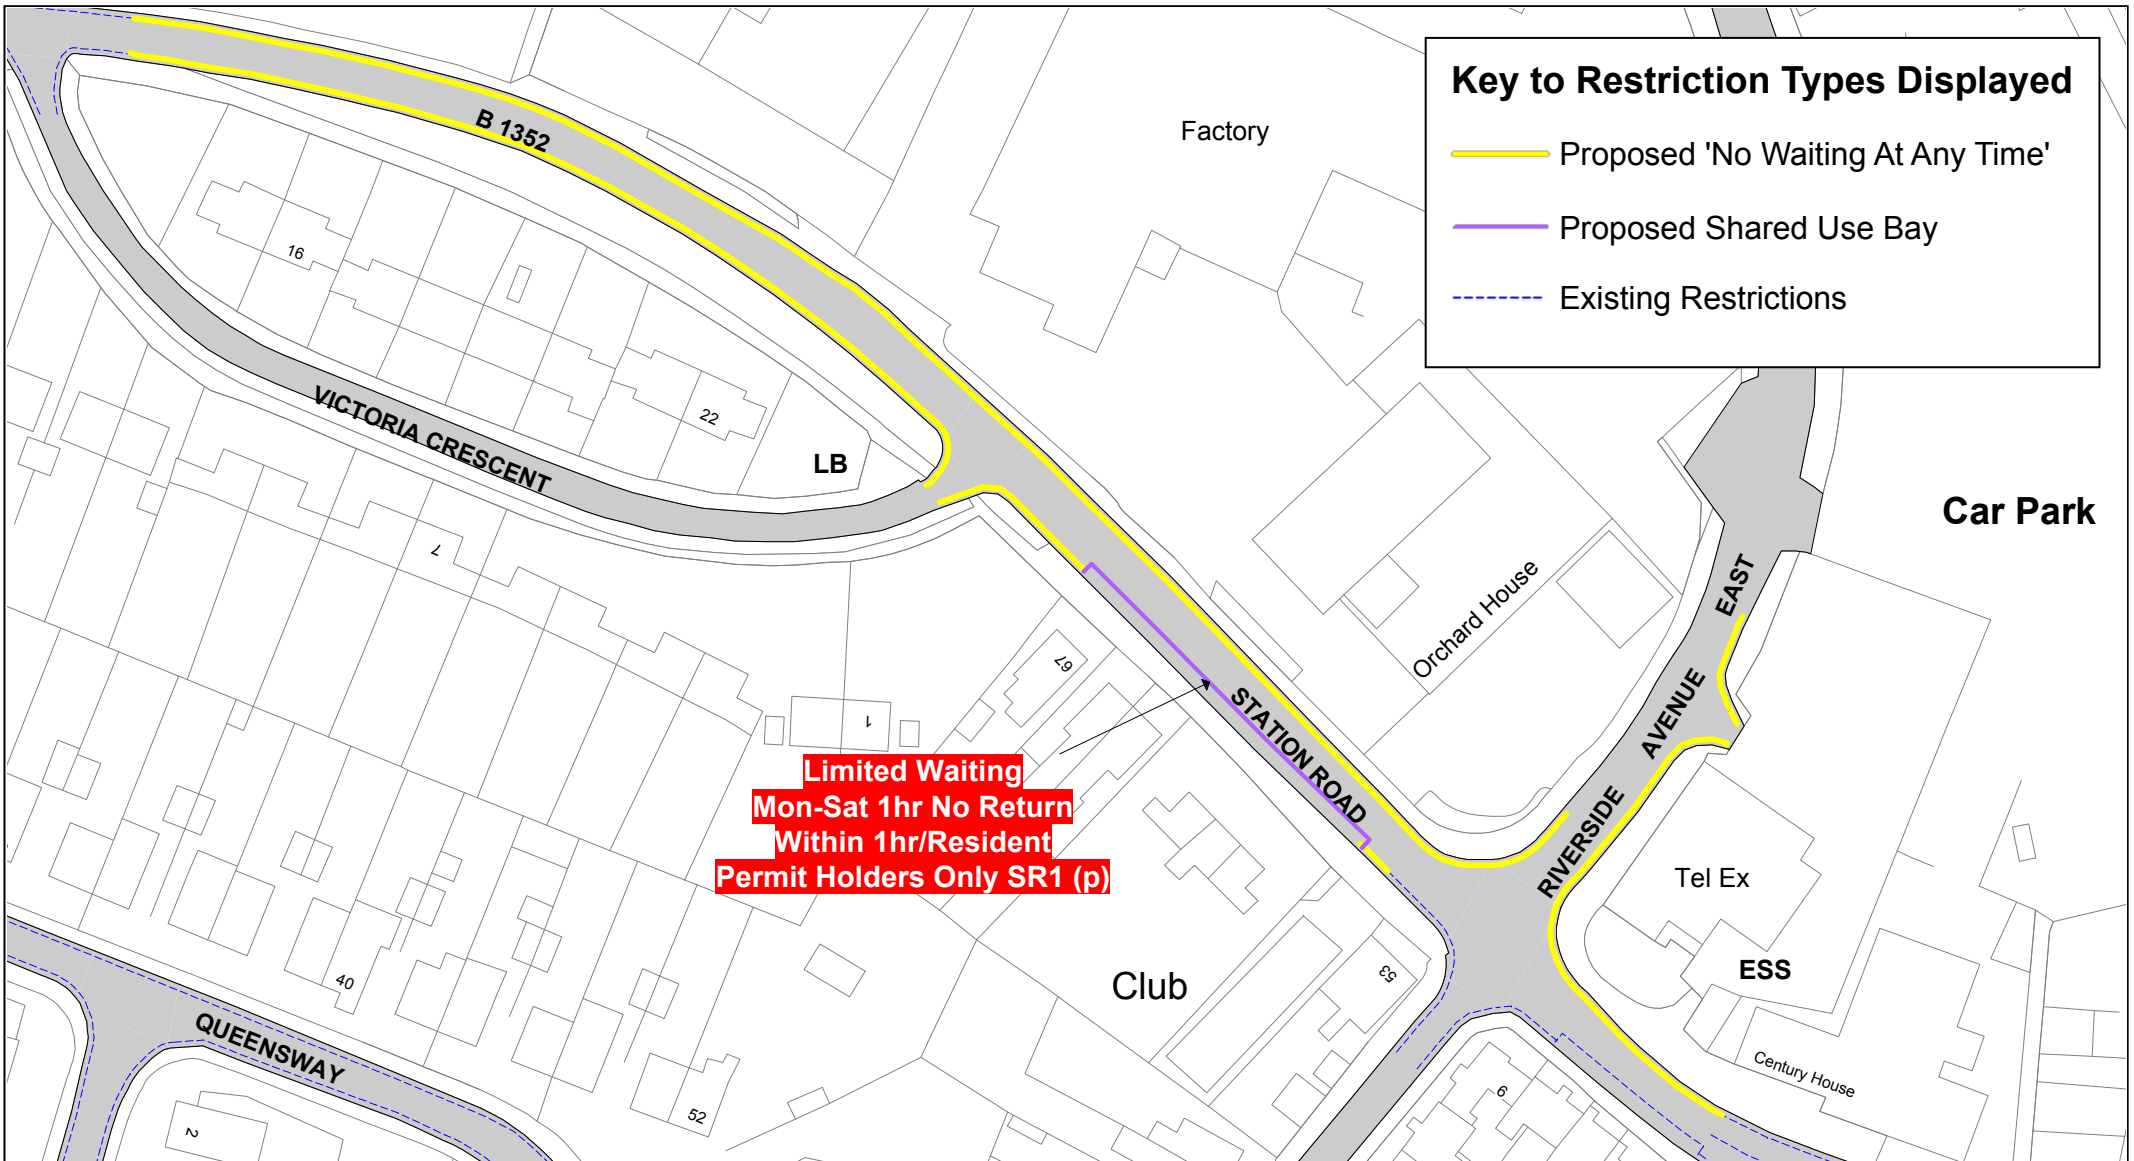 Key to Restriction Types Displayed
Proposed 'No Waiting At Any Time'
Proposed Shared Use Bay
Existing Restrictions
B 1352
Factory
16
VICTORIA CRESCENT
22
LB
Car Park
7
EAST
Orchard House
67
1
STATION ROAD
AVENUE
RIVERSIDE
Limited Waiting
Mon-Sat 1hr No Return
Within 1hr/Resident
Permit Holders Only SR1 (p)
Tel Ex
ESS
Club
53
40
QUEENSWAY
Century House
6
52
2